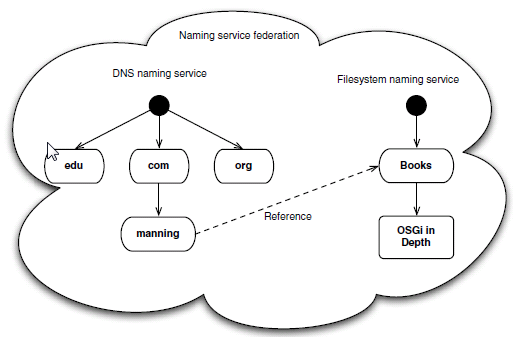 Naming service federation
DNS naming service
Filesystem naming service
edu
com
org
Books
manning
Reference
OSGi in
Depth